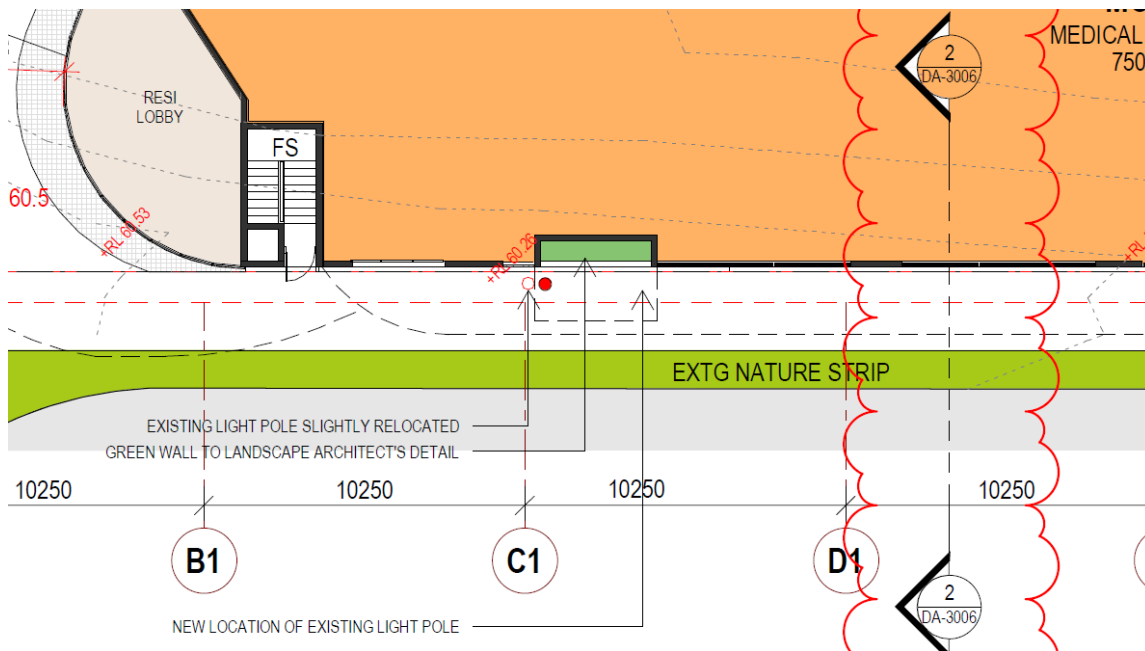 MEDICAL
750
2
DA-3006
RESI
LOBBY
FS
60.5
+RL 60.53
+RL 60.26
EXTG NATURE STRIP
EXISTING LIGHT POLE SLIGHTLY RELOCATED
GREEN WALL TO LANDSCAPE ARCHITECT'S DETAIL
10250
10250
10250
10250
B1
C1
D1
2
DA-3006
NEW LOCATION OF EXISTING LIGHT POLE